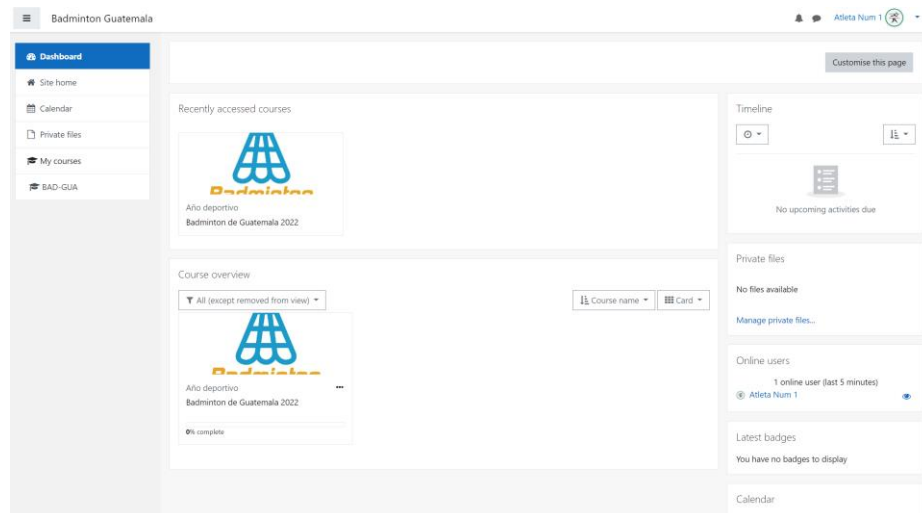 Badminton Guatemala
Atleta Num 1
Dashboard
Site home
Calendar
Private files
My courses
BAD-GUA
Customise this page
Recently accessed courses
Badminton
Año deportivo
Badminton de Guatemala 2022
Course overview
All (except removed from view)
Course name
Card
Badminton
Año deportivo
Badminton de Guatemala 2022
0% complete
Timeline
No upcoming activities due
Private files
No files available
Manage private files...
Online users
1 online user (last 5 minutes)
Atleta Num 1
Latest badges
You have no badges to display
Calendar